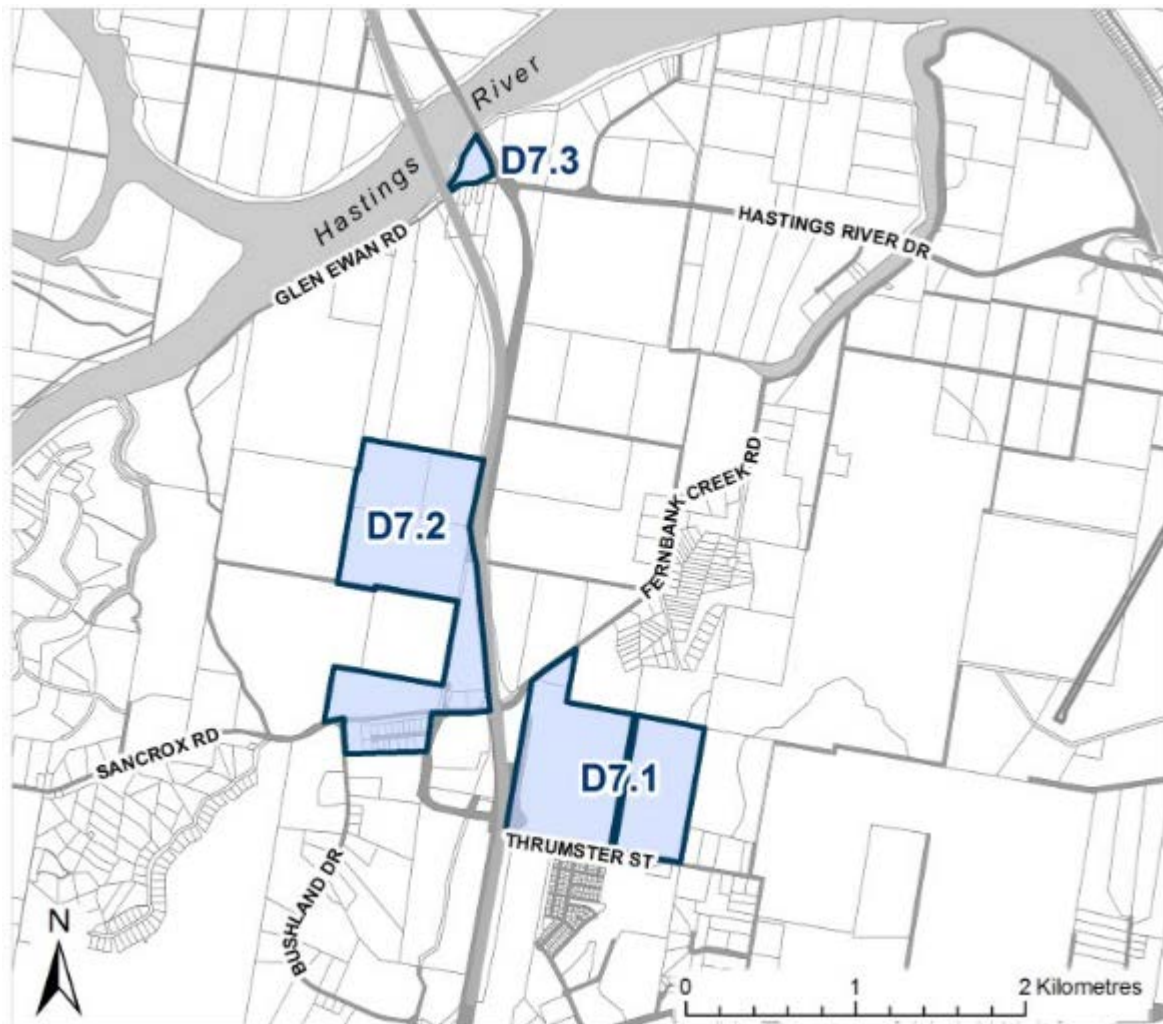 River
Hastings
D7.3
HASTINGS RIVER DR
GLEN EWAN RD
FERNBANK CREEK RD
D7.2
SANCROX RD
D7.1
THRUMSTER ST
BUSHLAND DR
N
0 1 2 Kilometres